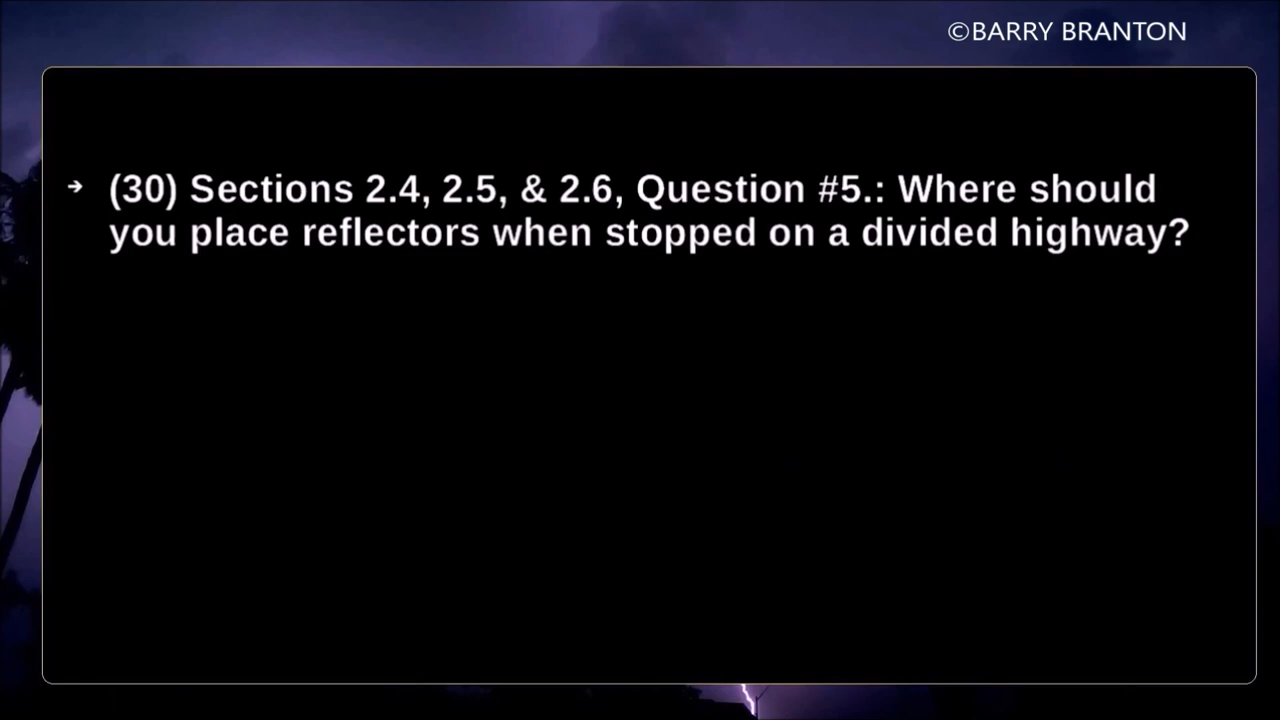 ©BARRY BRANTON
➔ (30) Sections 2.4, 2.5, & 2.6, Question #5.: Where should
you place reflectors when stopped on a divided highway?